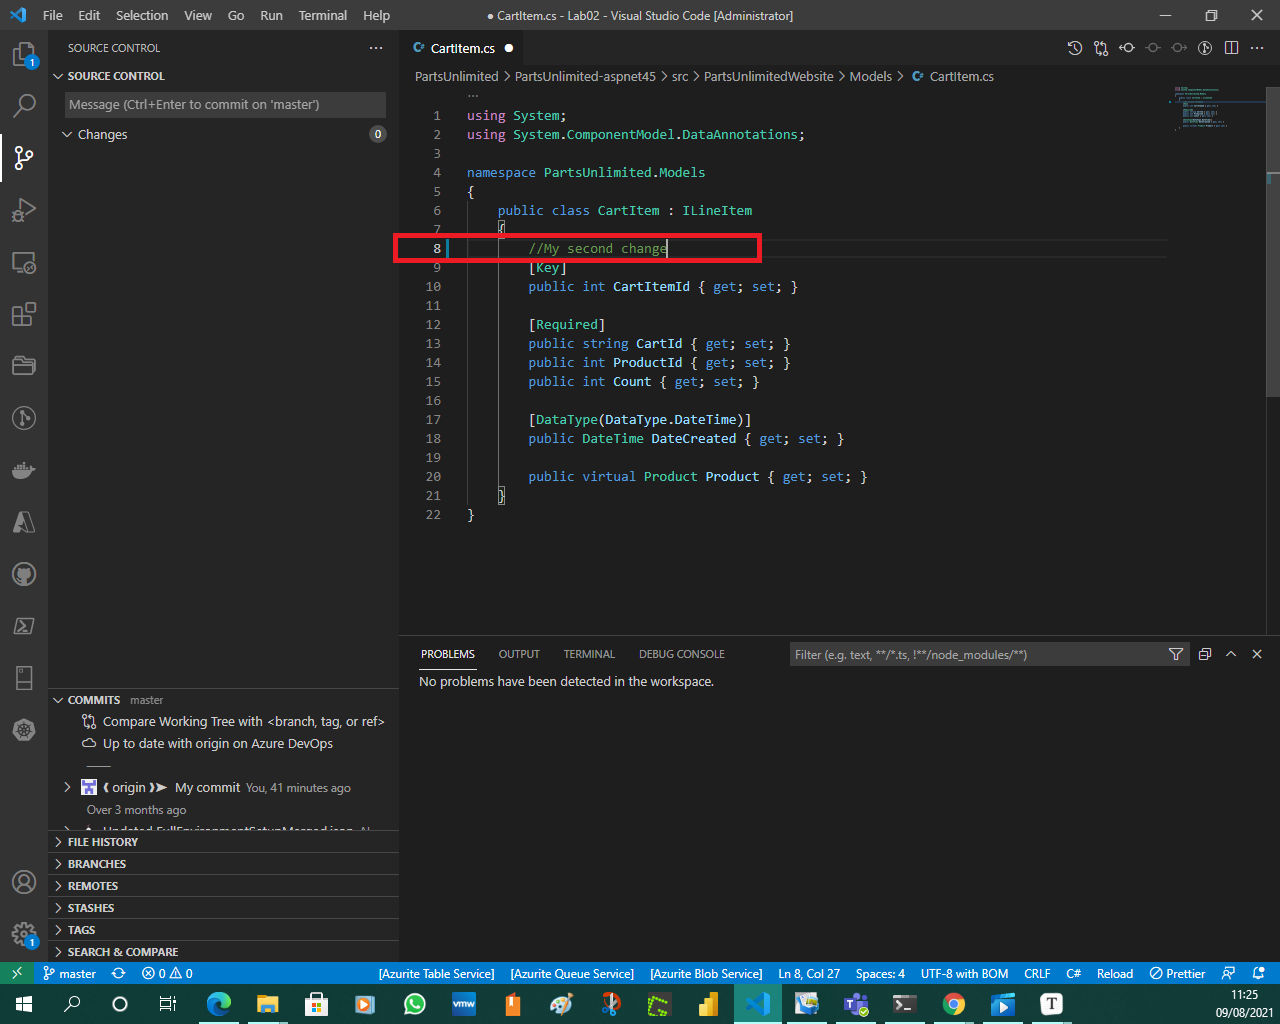 File Edit Selection View Go Run Terminal Help
● CartItem.cs - Lab02 - Visual Studio Code [Administrator]
1
SOURCE CONTROL
SOURCE CONTROL
Message (Ctrl+Enter to commit on 'master')
Changes 0
CartItem.cs
PartsUnlimited > PartsUnlimited-aspnet45 > src > PartsUnlimitedWebsite > Models > CartItem.cs
1 using System;
2 using System.ComponentModel.DataAnnotations;
3
4 namespace PartsUnlimited.Models
5 {
6 public class CartItem : ILineItem
7 {
8 //My second change
9 [Key]
10 public int CartItemId { get; set; }
11
12 [Required]
13 public string CartId { get; set; }
14 public int ProductId { get; set; }
15 public int Count { get; set; }
16
17 [DataType(DataType.DateTime)]
18 public DateTime DateCreated { get; set; }
19
20 public virtual Product Product { get; set; }
21 }
22 }
PROBLEMS OUTPUT TERMINAL DEBUG CONSOLE
Filter (e.g. text, **/*.ts, !**/node_modules/**)
No problems have been detected in the workspace.
COMMITS master
Compare Working Tree with <branch, tag, or ref>
Up to date with origin on Azure DevOps
origin My commit You, 41 minutes ago
Over 3 months ago
FILE HISTORY
BRANCHES
REMOTES
STASHES
TAGS
SEARCH & COMPARE
1
master 0 0 [Azurite Table Service] [Azurite Queue Service] [Azurite Blob Service] Ln 8, Col 27 Spaces: 4 UTF-8 with BOM CRLF C# Reload Prettier
vmw
T
11:25
09/08/2021